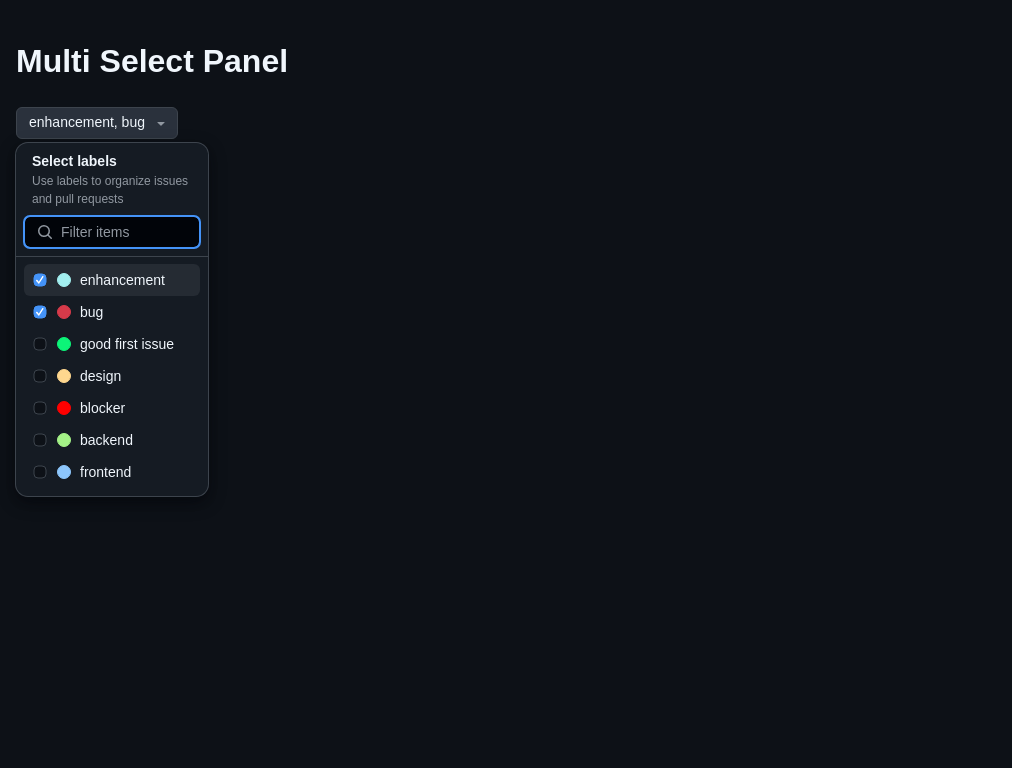 Multi Select Panel
enhancement, bug
Select labels
Use labels to organize issues
and pull requests
Filter items
enhancement
bug
good first issue
design
blocker
backend
frontend